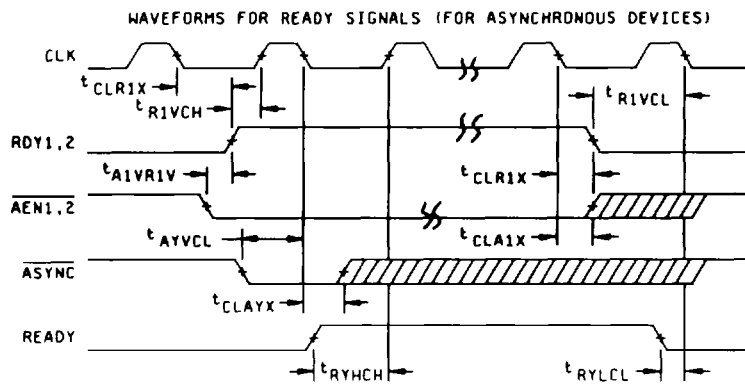 WAVEFORMS FOR READY SIGNALS (FOR ASYNCHRONOUS DEVICES)
CLK
tCLR1X
tR1VCH
tR1VCL
RDY1,2
tA1VR1V
tCLR1X
AEN1,2
tAYVCL
tCLA1X
ASYNC
tCLAYX
READY
tRYHCH
tRYLCL